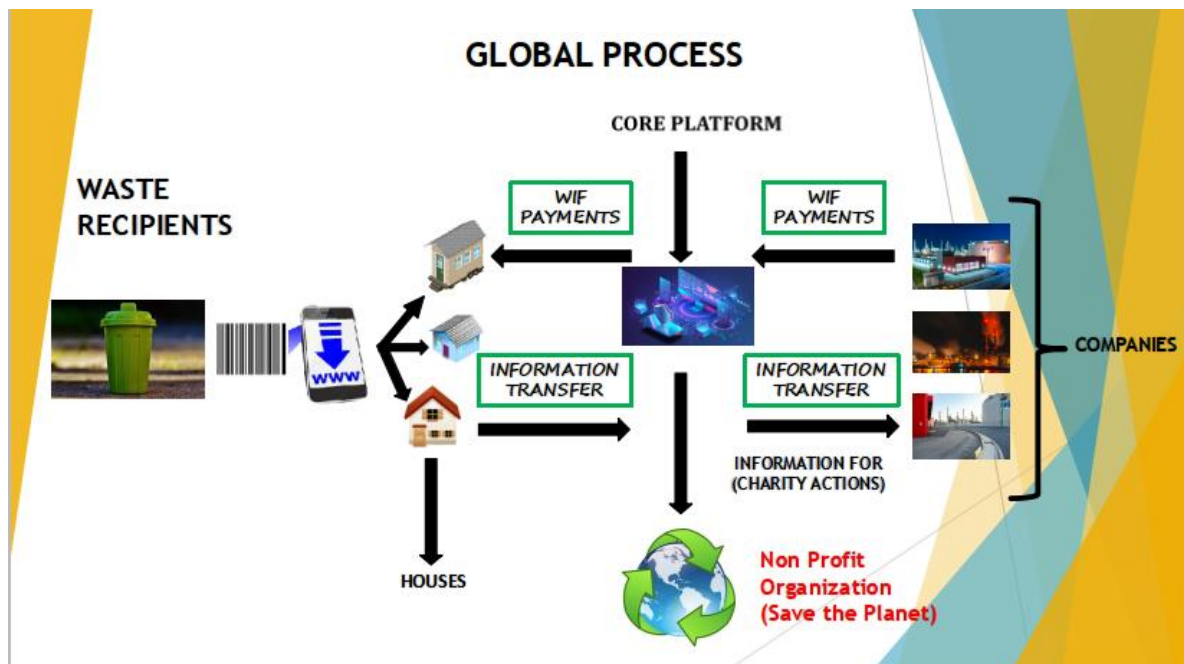 GLOBAL PROCESS
CORE PLATFORM
WASTE
RECIPIENTS
WIF
PAYMENTS
WIF
PAYMENTS
WWW
INFORMATION
TRANSFER
INFORMATION
TRANSFER
COMPANIES
INFORMATION FOR
(CHARITY ACTIONS)
HOUSES
Non Profit
Organization
(Save the Planet)